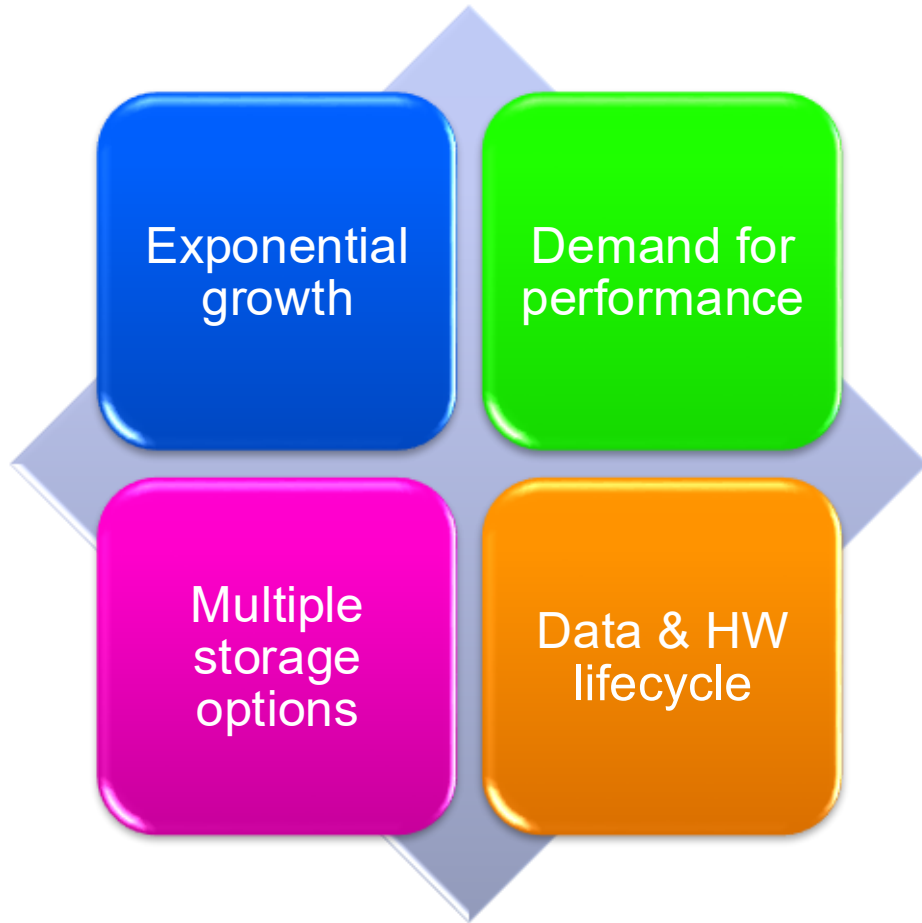 Exponential
growth
Demand for
performance
Multiple
storage
options
Data & HW
lifecycle